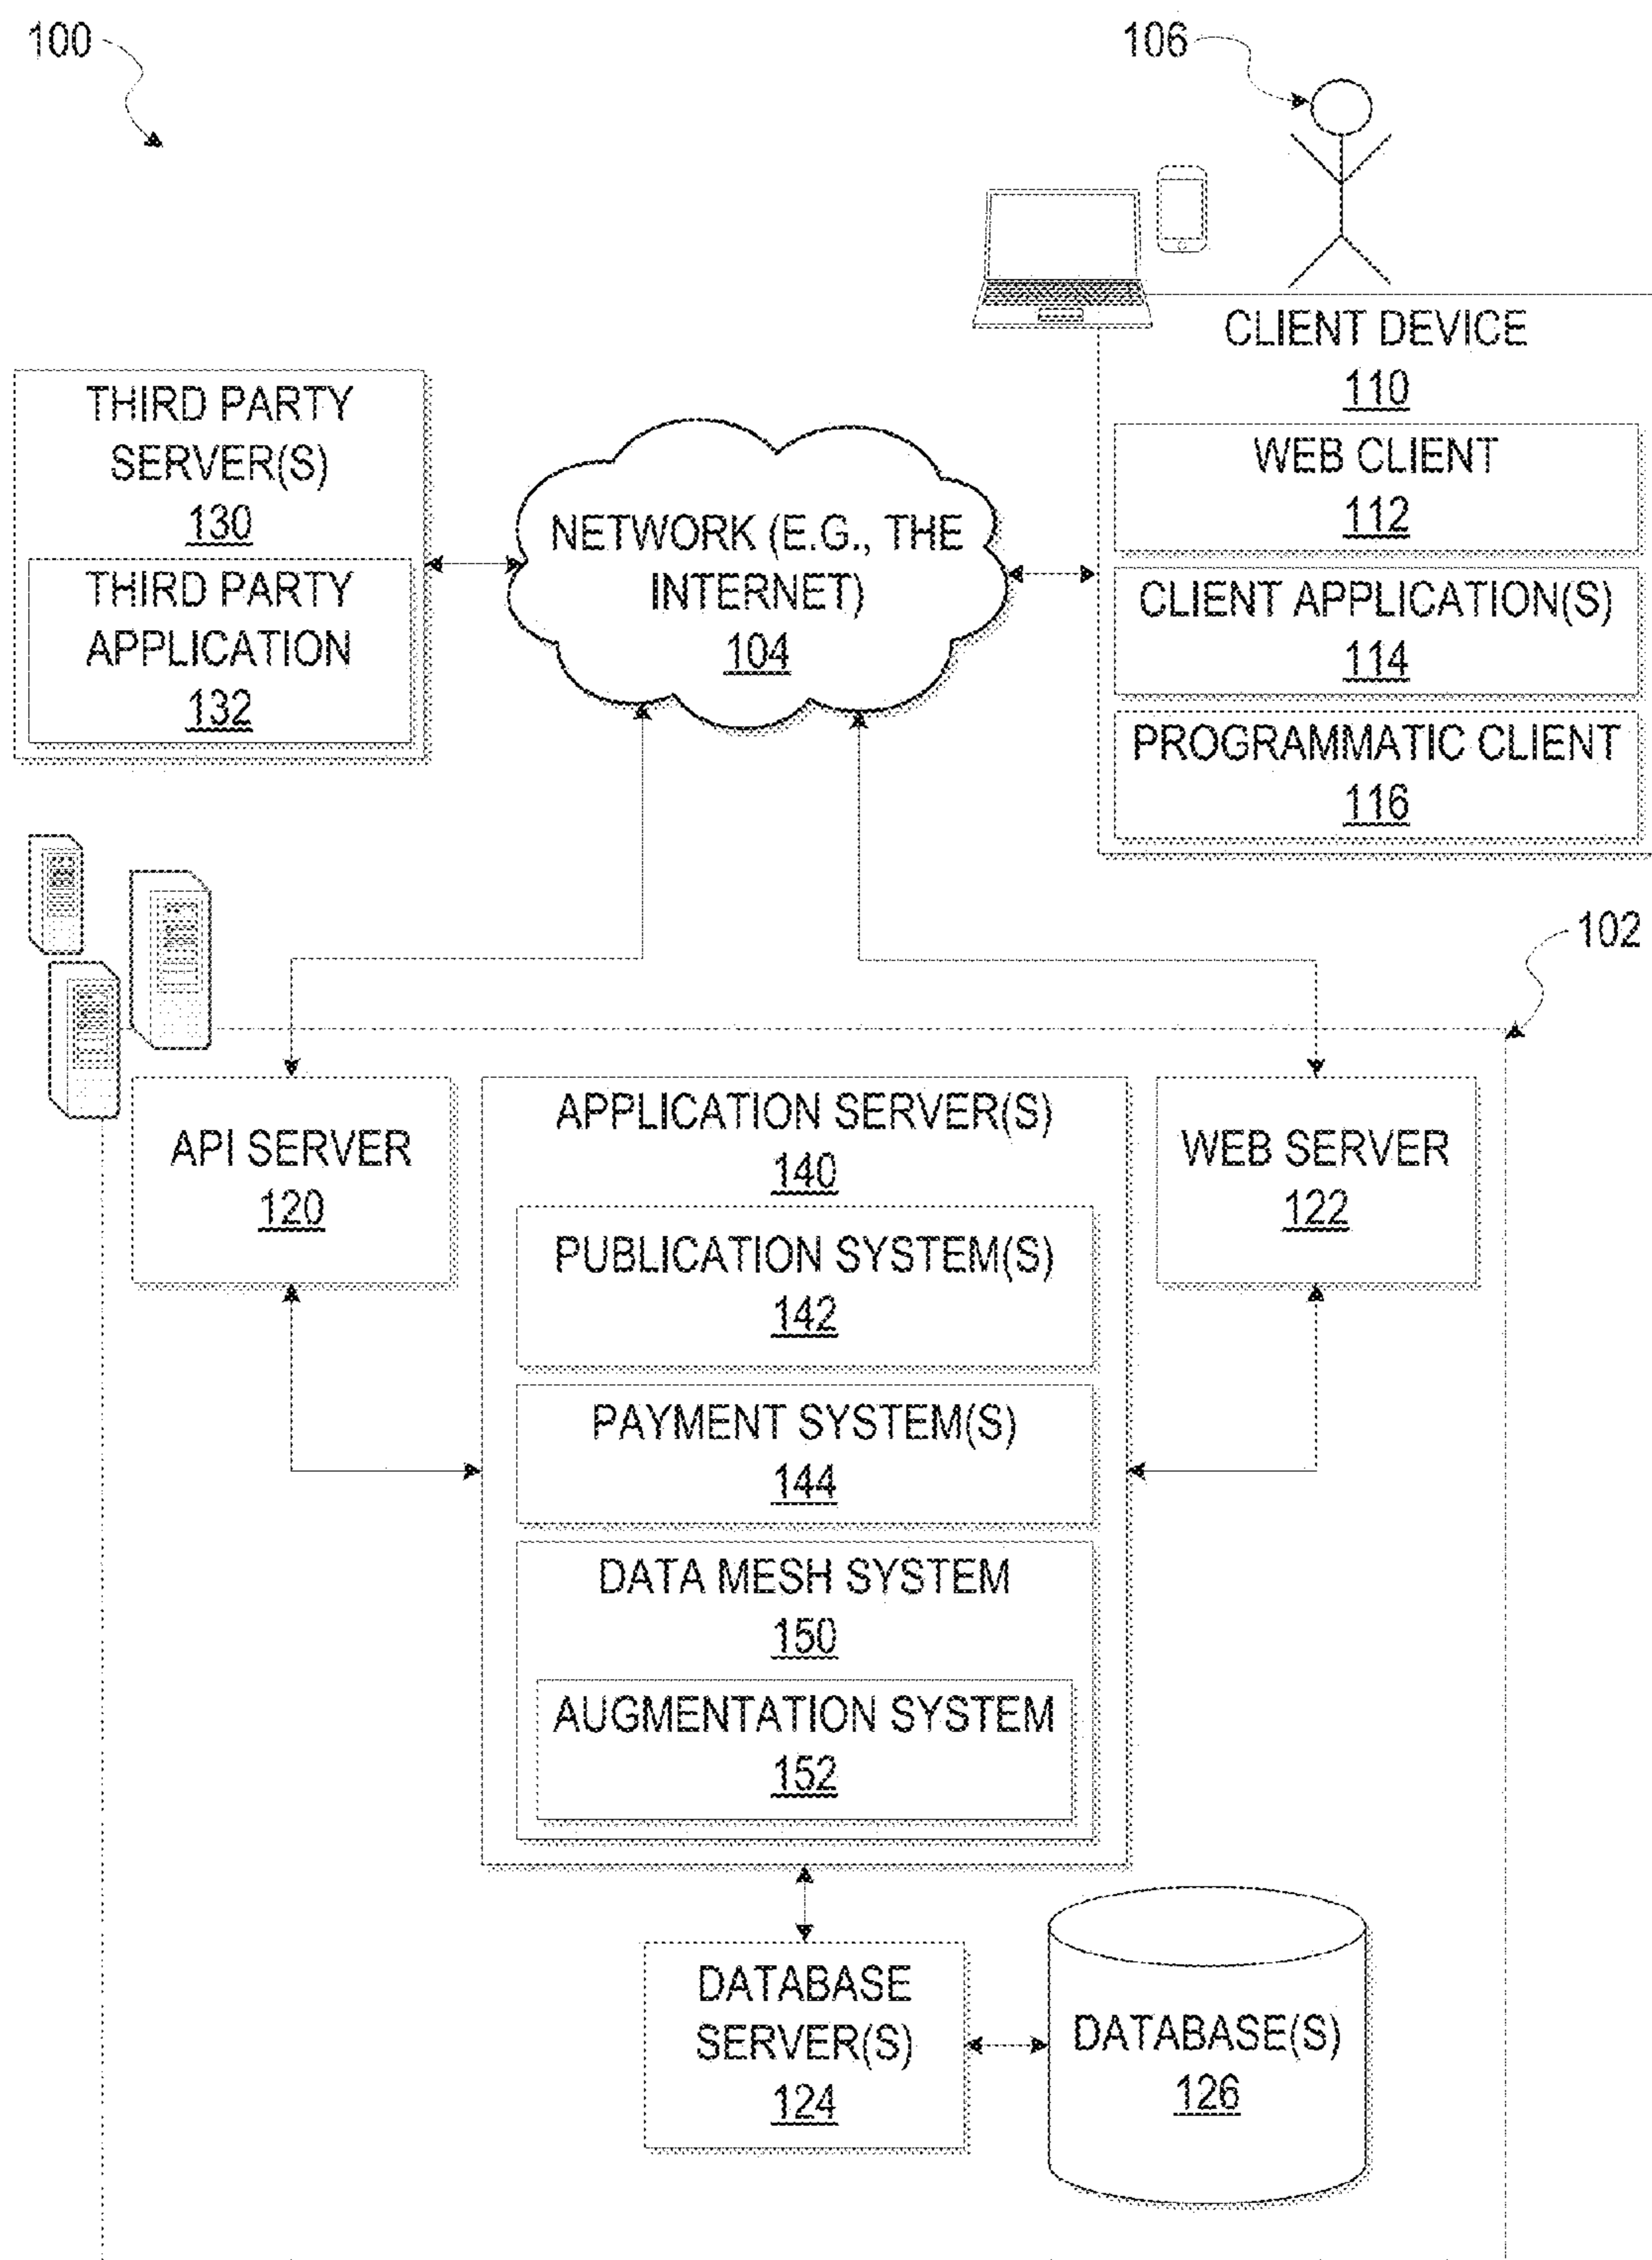 100
106
CLIENT DEVICE
110
WEB CLIENT
112
CLIENT APPLICATION(S)
114
PROGRAMMATIC CLIENT
116
THIRD PARTY
SERVER(S)
130
THIRD PARTY
APPLICATION
132
NETWORK (E.G., THE
INTERNET)
104
102
API SERVER
120
APPLICATION SERVER(S)
140
PUBLICATION SYSTEM(S)
142
PAYMENT SYSTEM(S)
144
DATA MESH SYSTEM
150
AUGMENTATION SYSTEM
152
WEB SERVER
122
DATABASE
SERVER(S)
124
DATABASE(S)
126